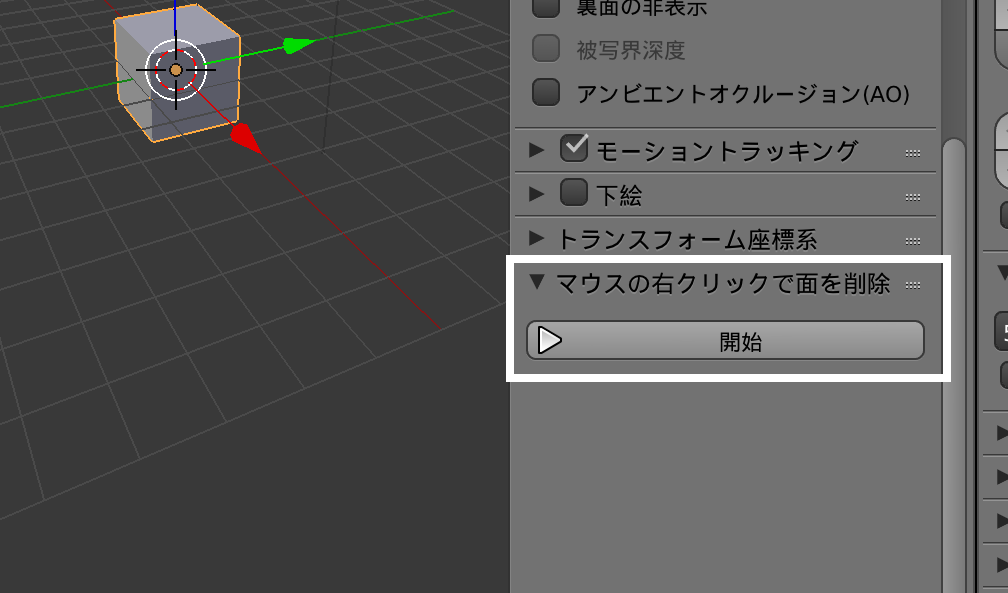 裏面の非表示
被写界深度
アンビエントオクルージョン(AO)
モーショントラッキング
下絵
トランスフォーム座標系
マウスの右クリックで面を削除
開始